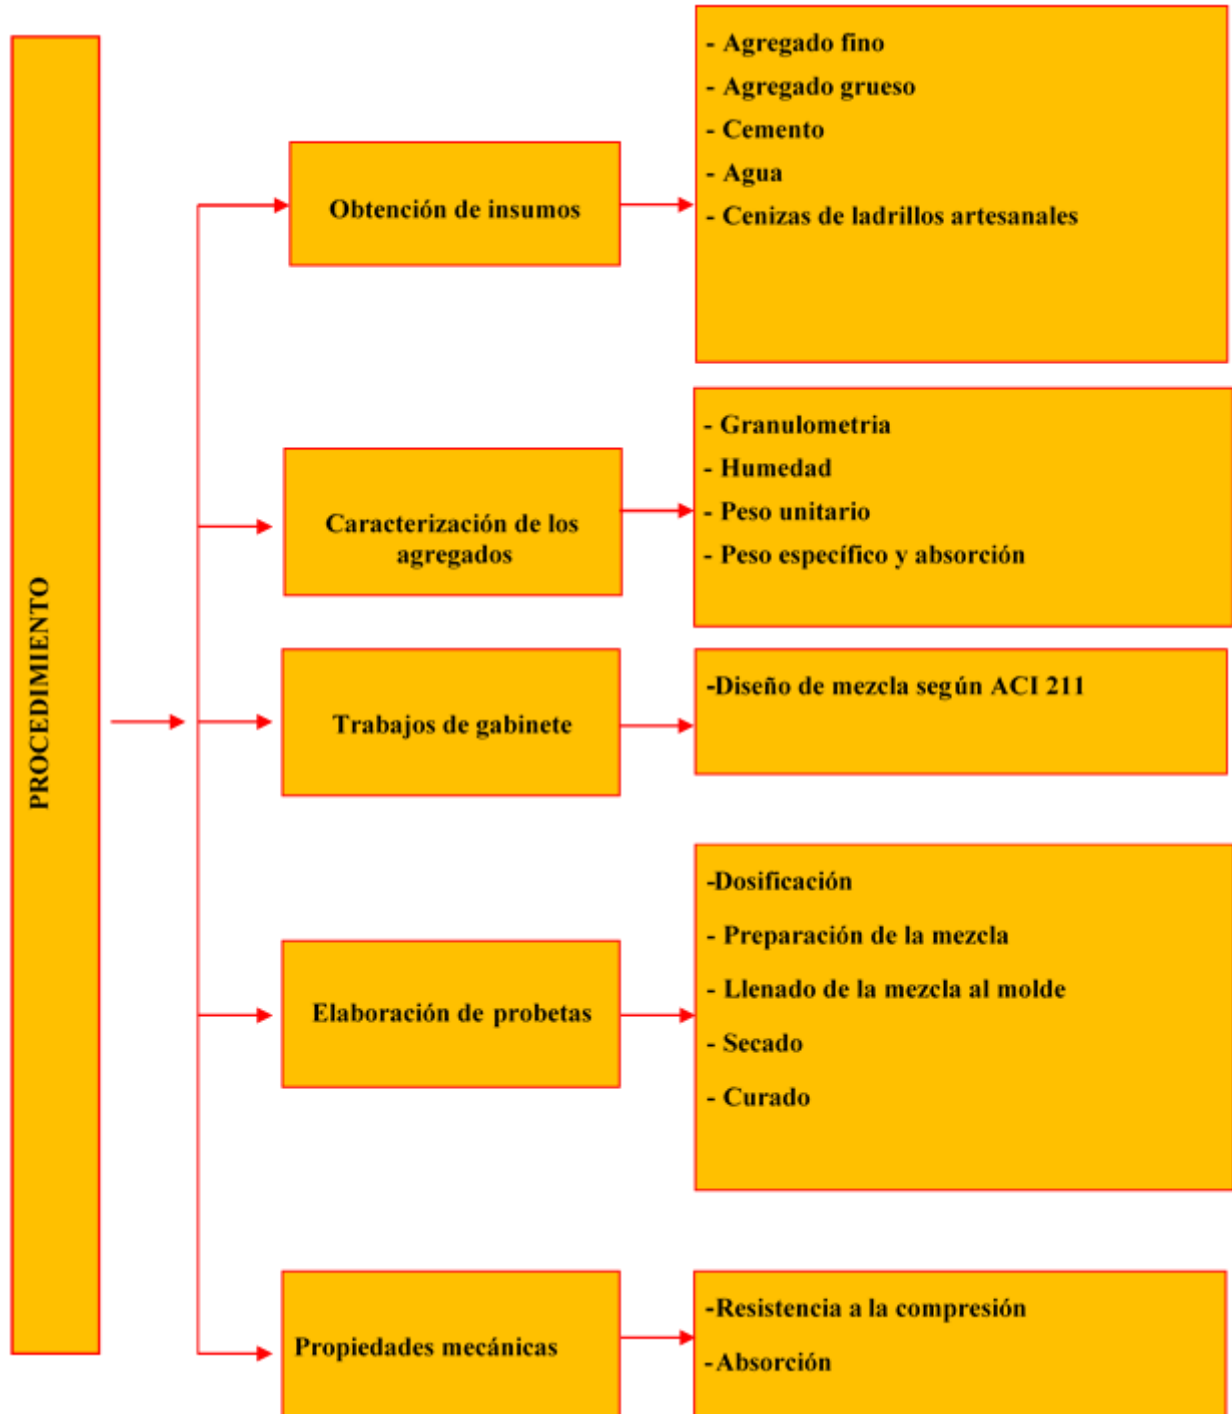 PROCEDIMIENTO
Obtención de insumos
- Agregado fino
- Agregado grueso
- Cemento
- Agua
- Cenizas de ladrillos artesanales
Caracterización de los
agregados
- Granulometria
- Humedad
- Peso unitario
- Peso específico y absorción
Trabajos de gabinete
-Diseño de mezcla según ACI 211
Elaboración de probetas
-Dosificación
- Preparación de la mezcla
- Llenado de la mezcla al molde
- Secado
- Curado
Propiedades mecánicas
-Resistencia a la compresión
-Absorción